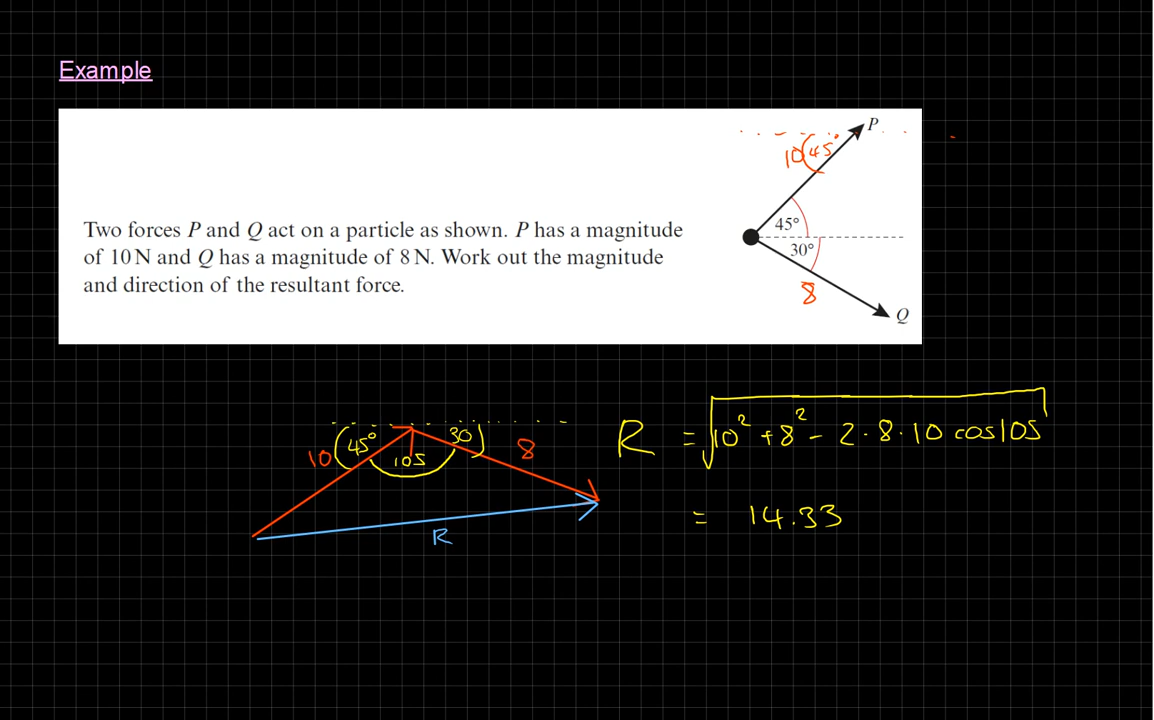 Example
P
10 45°
Two forces P and Q act on a particle as shown. P has a magnitude
of 10 N and Q has a magnitude of 8 N. Work out the magnitude
and direction of the resultant force.
45°
30°
8
Q
10 45° 105 30 8
R
R = √10² + 8² - 2 · 8 · 10 cos105
= 14.33